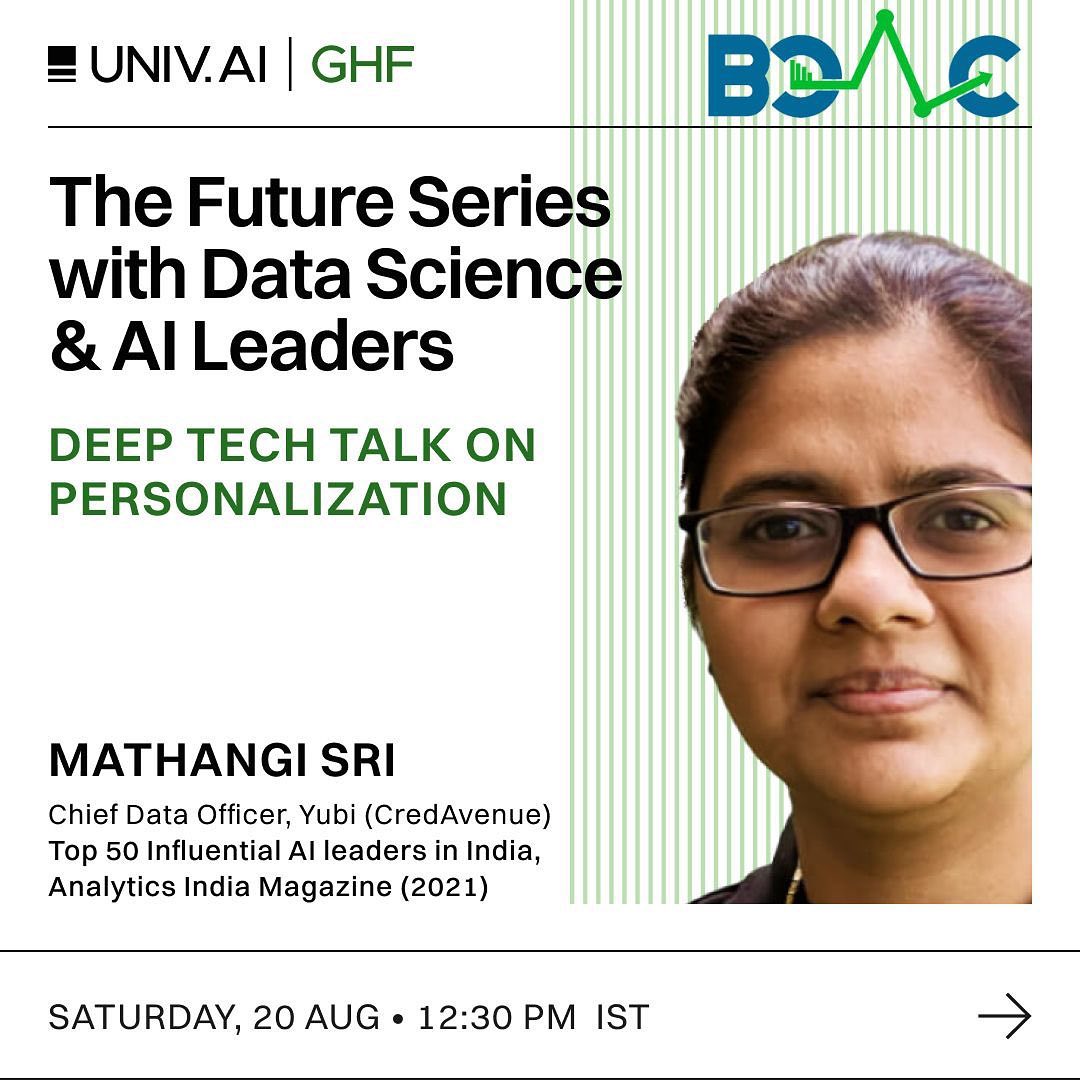 UNIV.AI | GHF
BDAC
The Future Series
with Data Science
& AI Leaders
DEEP TECH TALK ON
PERSONALIZATION
MATHANGI SRI
Chief Data Officer, Yubi (CredAvenue)
Top 50 Influential AI leaders in India,
Analytics India Magazine (2021)
SATURDAY, 20 AUG • 12:30 PM IST